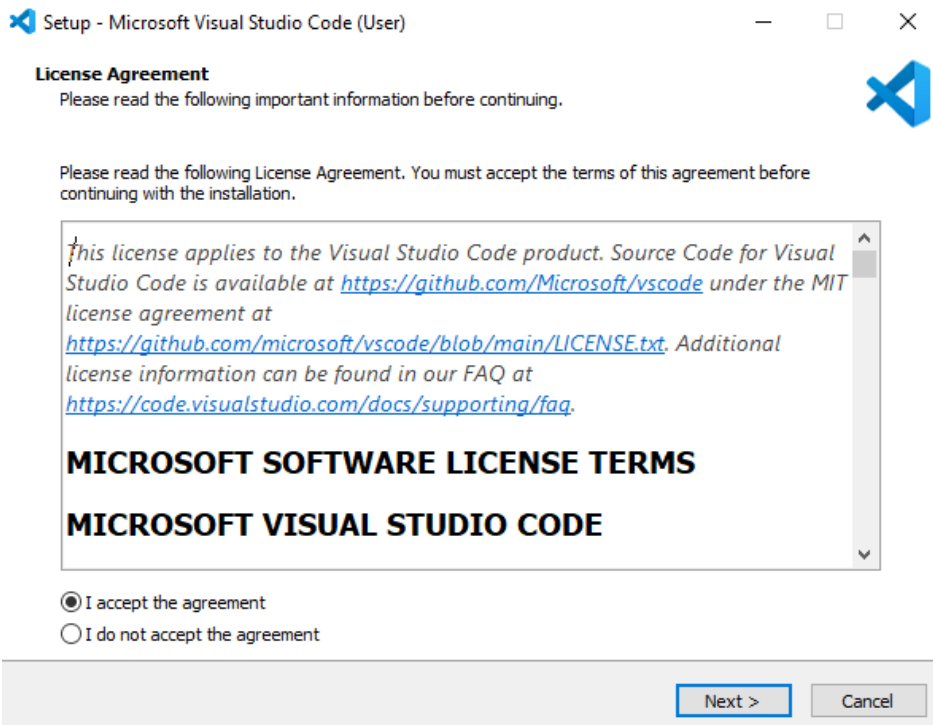 Setup - Microsoft Visual Studio Code (User)
License Agreement
Please read the following important information before continuing.
Please read the following License Agreement. You must accept the terms of this agreement before
continuing with the installation.
This license applies to the Visual Studio Code product. Source Code for Visual
Studio Code is available at https://github.com/Microsoft/vscode under the MIT
license agreement at
https://github.com/microsoft/vscode/blob/main/LICENSE.txt. Additional
license information can be found in our FAQ at
https://code.visualstudio.com/docs/supporting/faq.
MICROSOFT SOFTWARE LICENSE TERMS
MICROSOFT VISUAL STUDIO CODE
I accept the agreement
I do not accept the agreement
Next >
Cancel